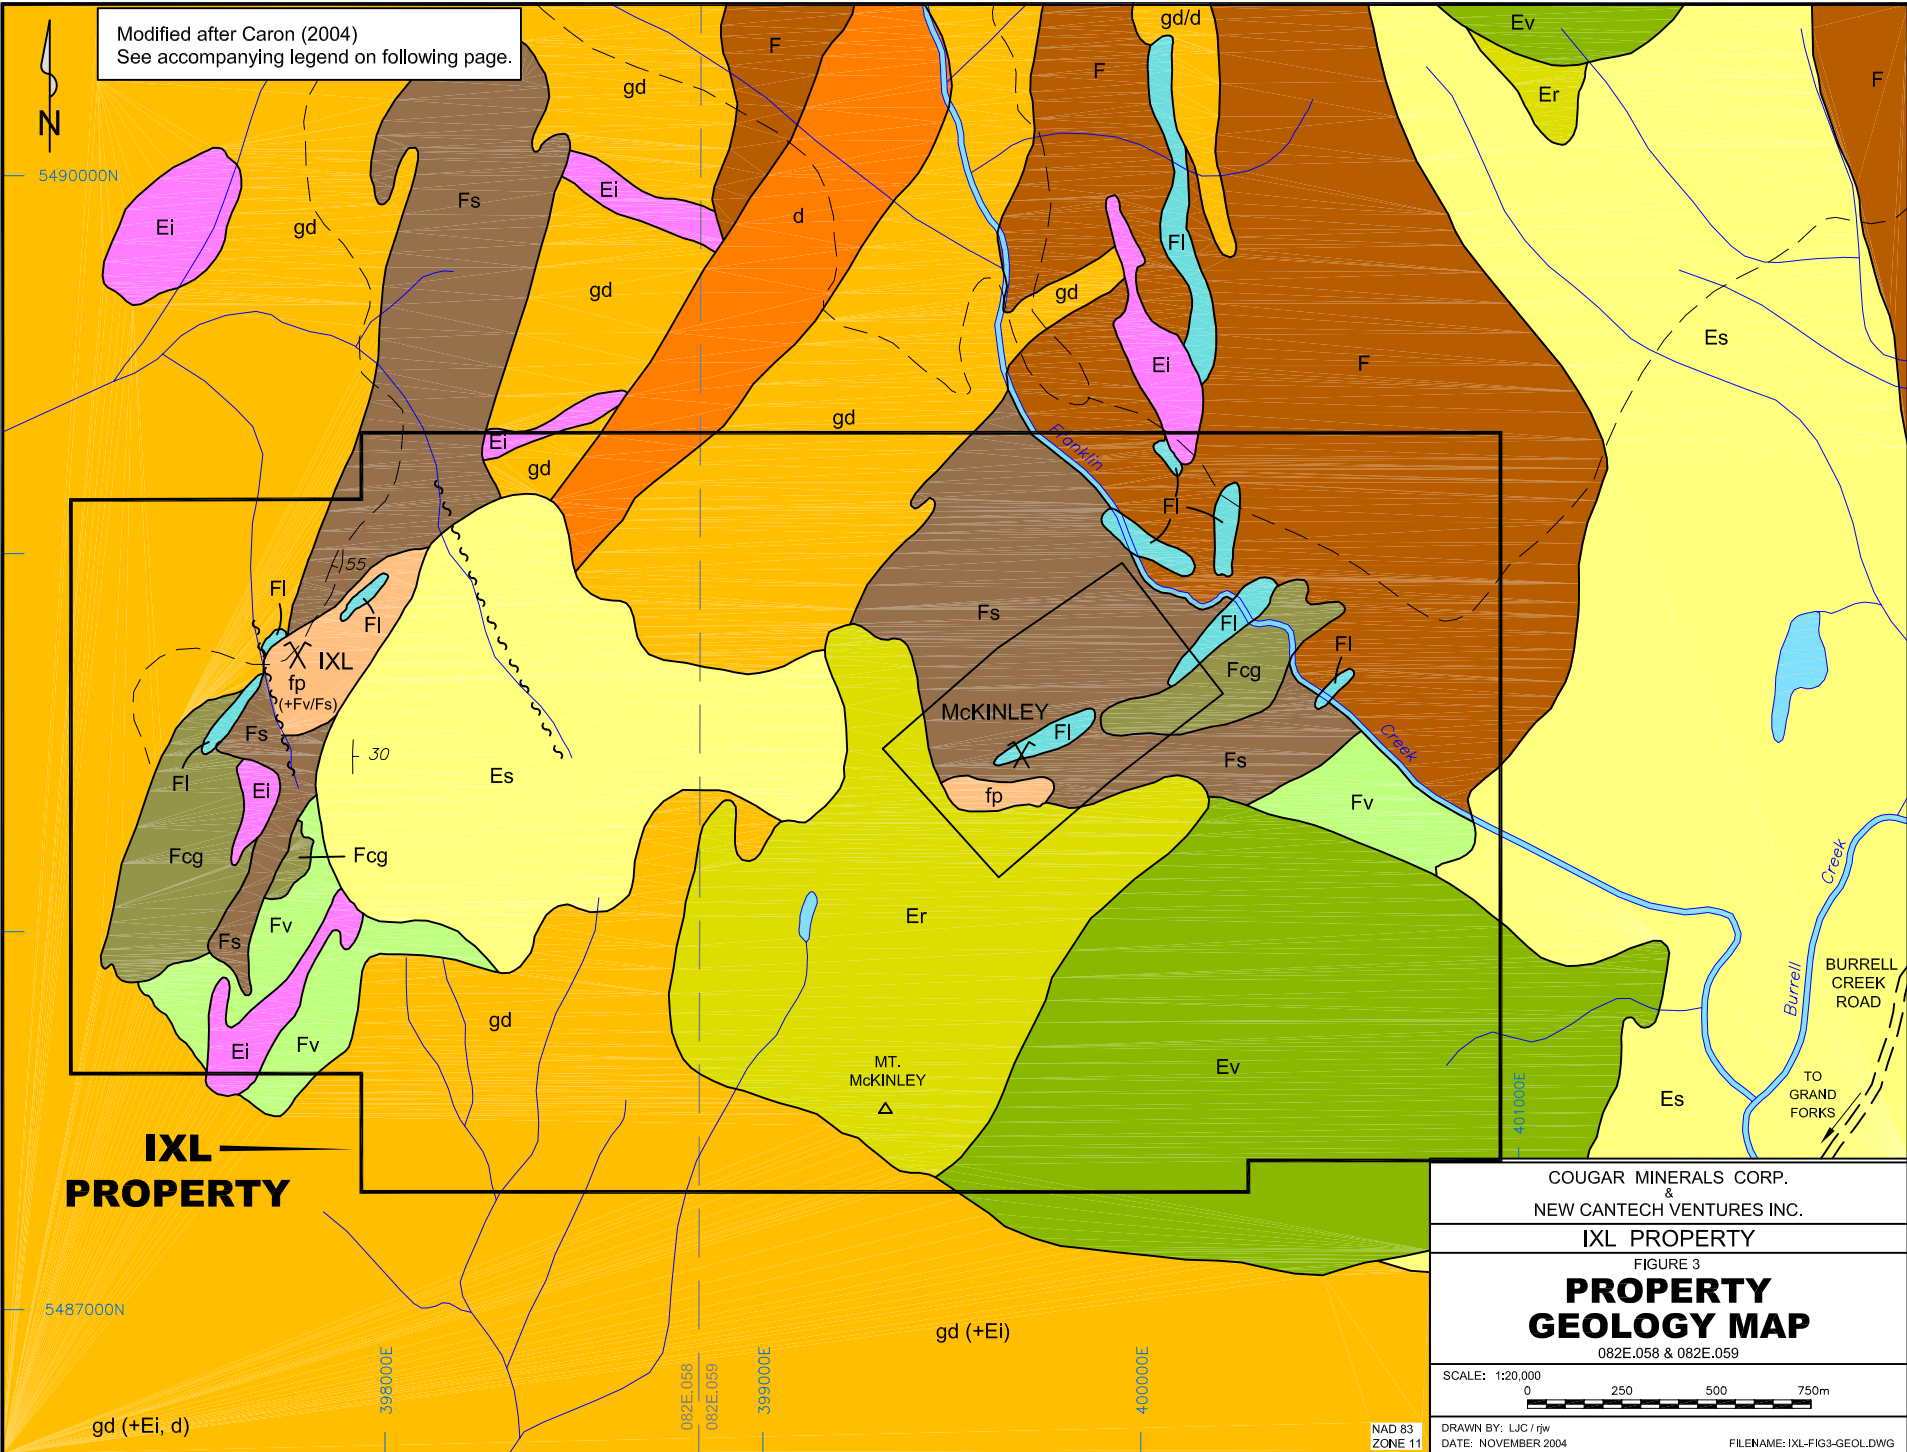 Modified after Caron (2004)
See accompanying legend on following page.
N
5490000N
5487000N
398000E
399000E
400000E
401000E
082E.058
082E.059
F
gd
gd/d
F
Ev
Er
F
Ei
gd
Fs
Ei
d
Fl
gd
gd
Ei
F
Es
gd
Ei
gd
Franklin
Fl
55
Fl
Fl
IXL
fp
(+Fv/Fs)
Fs
30
Fl
Ei
Es
Fcg
Fcg
Fs
Fv
Ei
Fv
Fs
Fl
Fcg
Fl
McKINLEY
Fl
Fs
fp
Creek
Fv
Er
gd
MT.
McKINLEY
Ev
Creek
Burrell
BURRELL
CREEK
ROAD
TO
GRAND
FORKS
Es
IXL
PROPERTY
gd (+Ei)
gd (+Ei, d)
NAD 83
ZONE 11
COUGAR MINERALS CORP.
&
NEW CANTECH VENTURES INC.
IXL PROPERTY
FIGURE 3
PROPERTY
GEOLOGY MAP
082E.058 & 082E.059
SCALE: 1:20,000
0 250 500 750m
DRAWN BY: LJC / rjw
DATE: NOVEMBER 2004
FILENAME: IXL-FIG3-GEOL.DWG